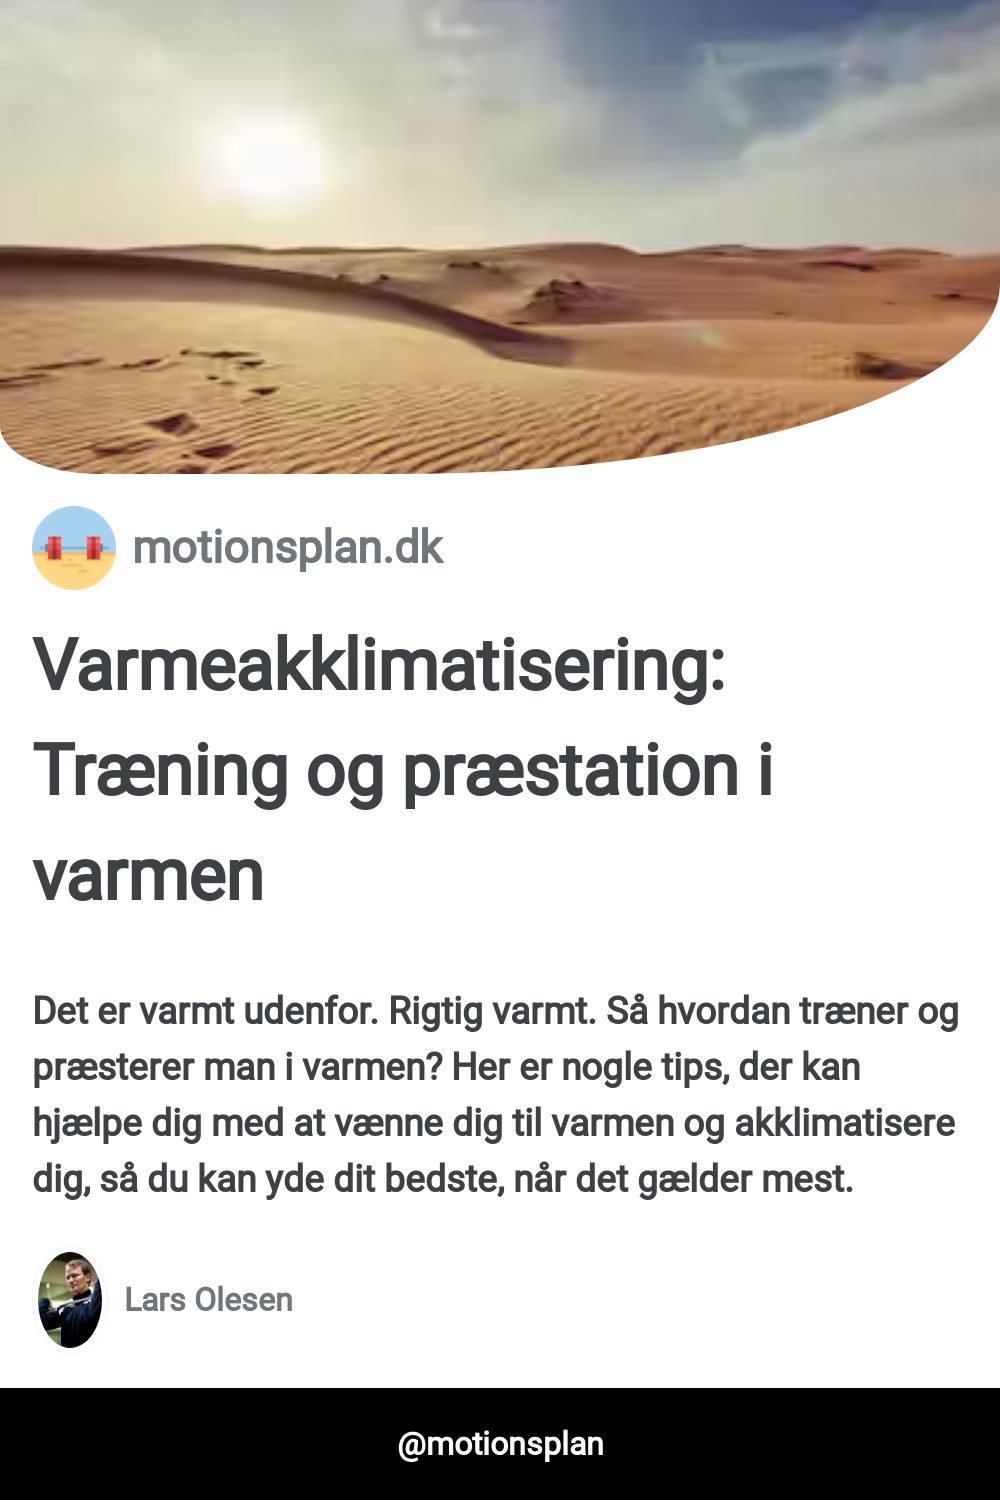 motionsplan.dk
Varmeakklimatisering:
Træning og præstation i
varmen
Det er varmt udenfor. Rigtig varmt. Så hvordan træner og
præsterer man i varmen? Her er nogle tips, der kan
hjælpe dig med at vænne dig til varmen og akklimatisere
dig, så du kan yde dit bedste, når det gælder mest.
Lars Olesen
@motionsplan